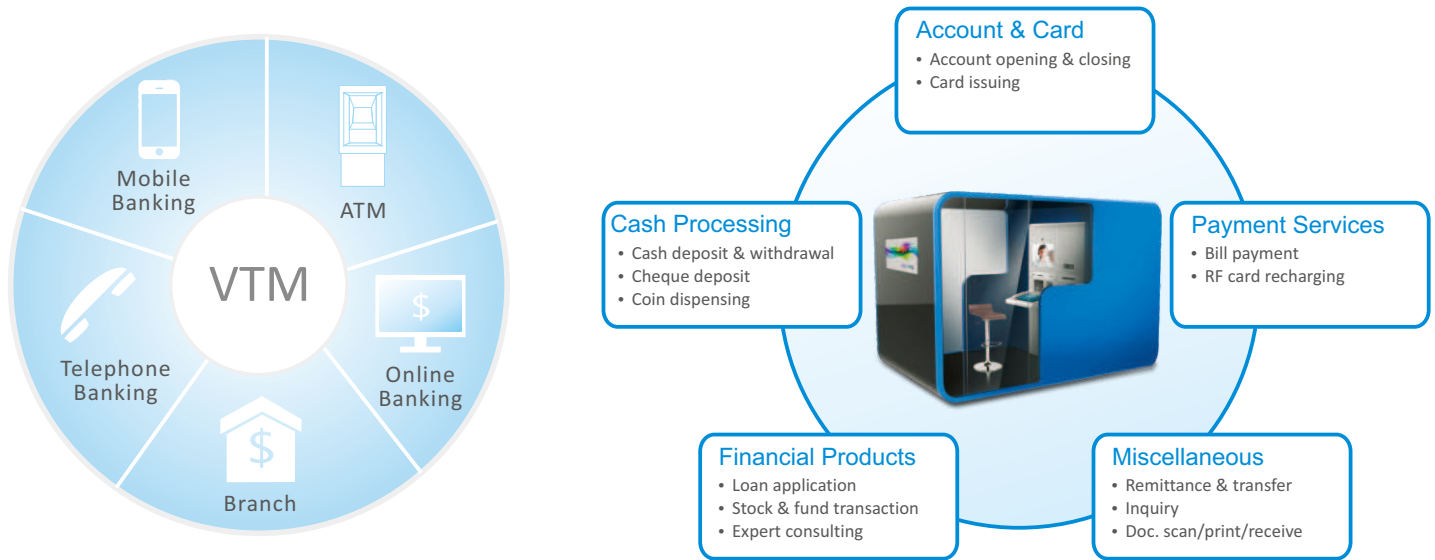 Mobile
Banking
ATM
VTM
Telephone
Banking
$
Online
Banking
$
Branch
Account & Card
• Account opening & closing
• Card issuing
Cash Processing
• Cash deposit & withdrawal
• Cheque deposit
• Coin dispensing
Payment Services
• Bill payment
• RF card recharging
Financial Products
• Loan application
• Stock & fund transaction
• Expert consulting
Miscellaneous
• Remittance & transfer
• Inquiry
• Doc. scan/print/receive